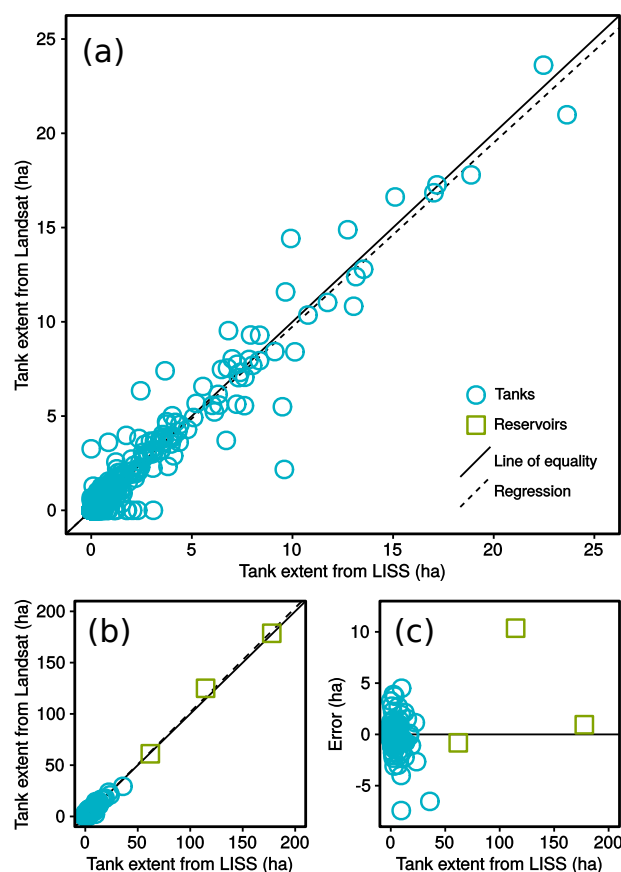 (a)
Tank extent from Landsat (ha)
25
20
15
10
5
0
Tanks
Reservoirs
Line of equality
Regression
0 5 10 15 20 25
Tank extent from LISS (ha)
(b)
Tank extent from Landsat (ha)
200
150
100
50
0
0 50 100 150 200
Tank extent from LISS (ha)
(c)
Error (ha)
10
5
0
-5
0 50 100 150 200
Tank extent from LISS (ha)